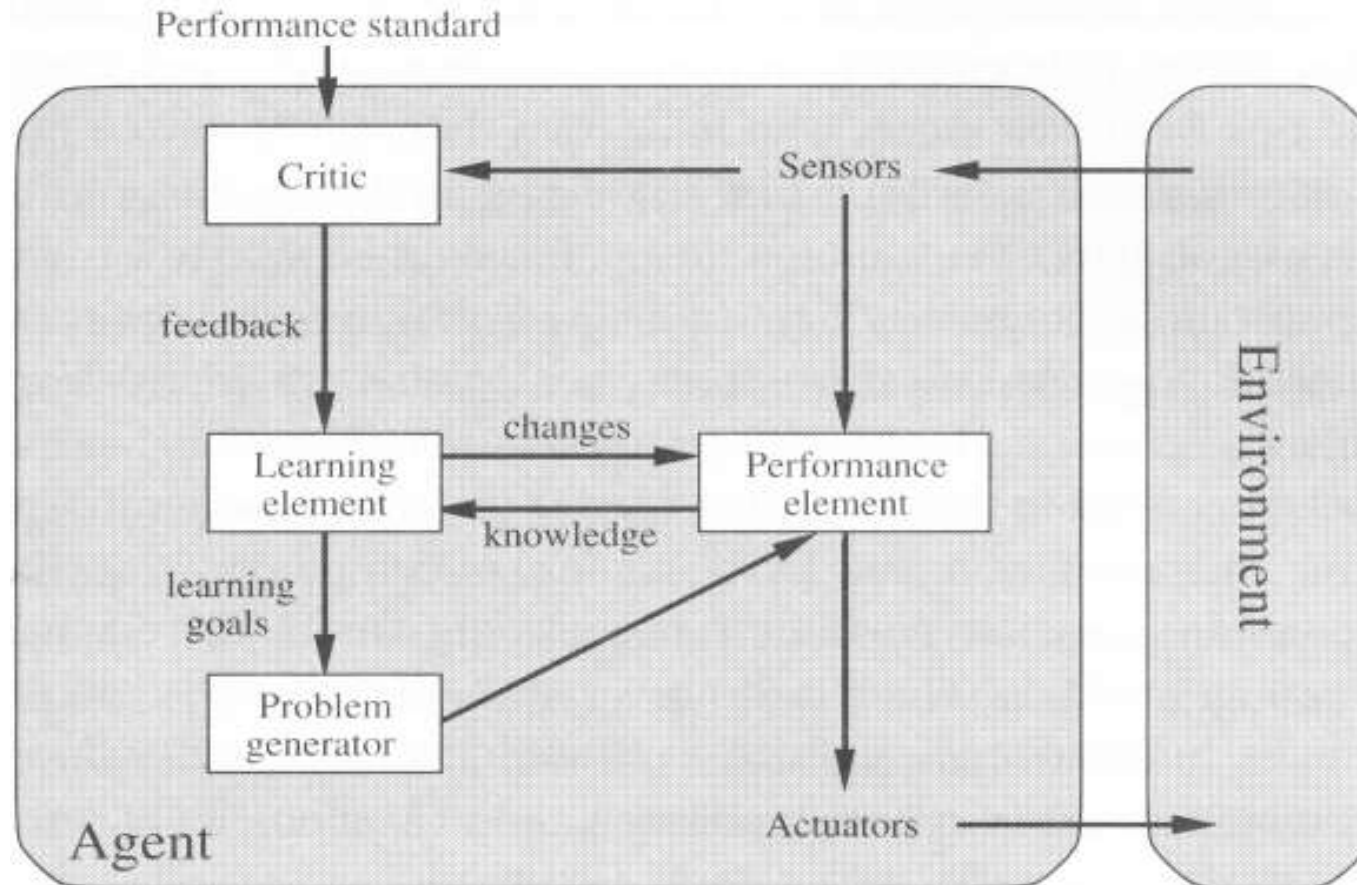 Performance standard
Critic
Sensors
feedback
Learning
element
changes
Performance
element
knowledge
learning
goals
Problem
generator
Agent
Actuators
Environment